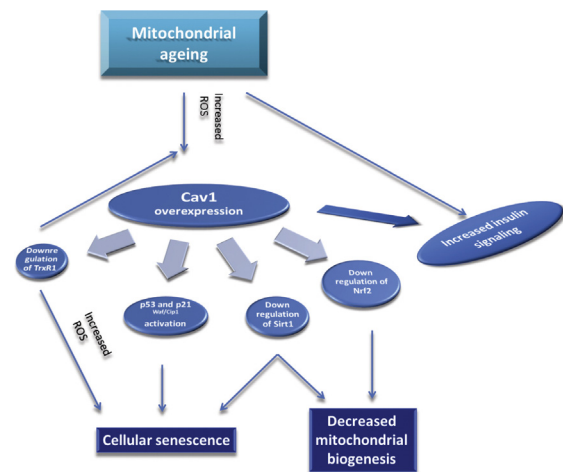 Mitochondrial
ageing
Increased
ROS
Cav1
overexpression
Increased insulin
signaling
Downre
gulation
of TrxR1
p53 and p21
Waf/Cip1
activation
Down
regulation
of Sirt1
Down
regulation of
Nrf2
Increased
ROS
Cellular senescence
Decreased
mitochondrial
biogenesis